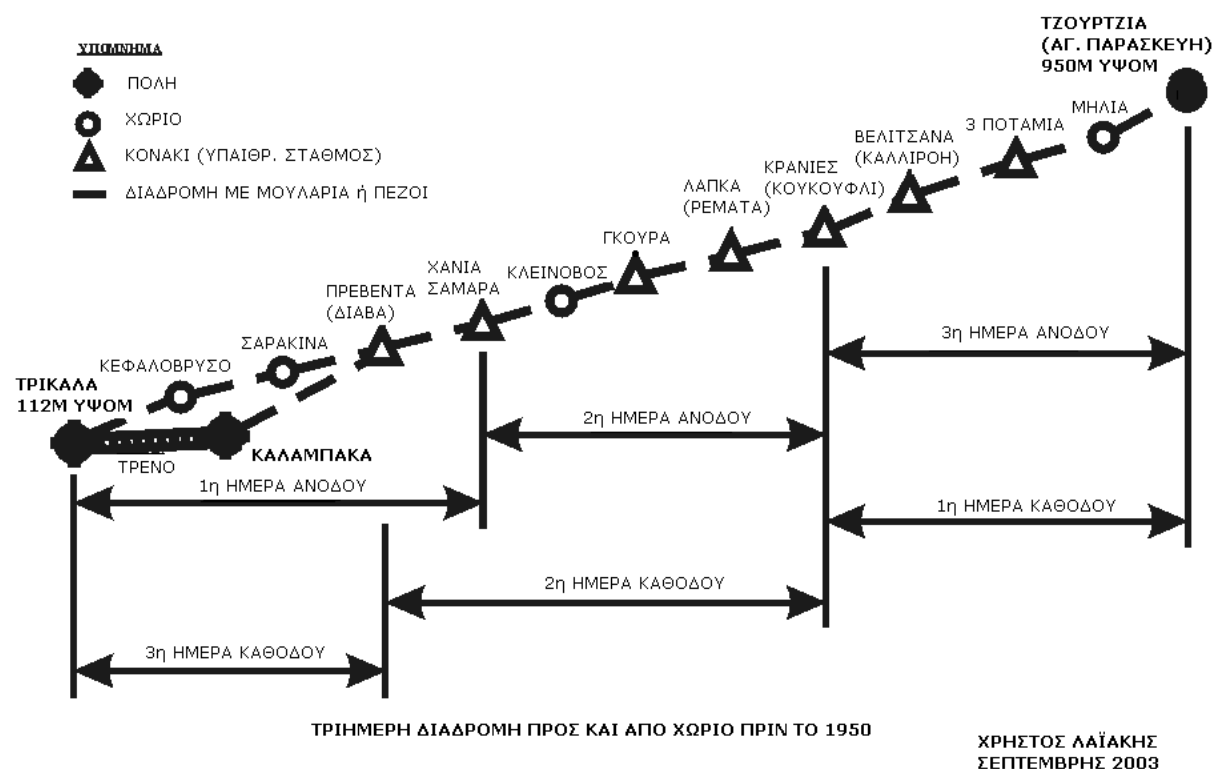 ΤΖΟΥΡΤΖΙΑ
(ΑΓ. ΠΑΡΑΣΚΕΥΗ)
950Μ ΥΨΟΜ
ΥΠΟΜΝΗΜΑ
ΠΟΛΗ
ΧΩΡΙΟ
ΚΟΝΑΚΙ (ΥΠΑΙΘΡ. ΣΤΑΘΜΟΣ)
ΔΙΑΔΡΟΜΗ ΜΕ ΜΟΥΛΑΡΙΑ ή ΠΕΖΟΙ
ΜΗΛΙΑ
3 ΠΟΤΑΜΙΑ
ΒΕΛΙΤΣΑΝΑ
(ΚΑΛΛΙΡΟΗ)
ΚΡΑΝΙΕΣ
(ΚΟΥΚΟΥΦΛΙ)
ΛΑΠΚΑ
(ΡΕΜΑΤΑ)
ΓΚΟΥΡΑ
ΚΛΕΙΝΟΒΟΣ
ΧΑΝΙΑ
ΣΑΜΑΡΑ
ΠΡΕΒΕΝΤΑ
(ΔΙΑΒΑ)
ΣΑΡΑΚΙΝΑ
ΚΕΦΑΛΟΒΡΥΣΟ
ΤΡΙΚΑΛΑ
112Μ ΥΨΟΜ
ΤΡΕΝΟ
ΚΑΛΑΜΠΑΚΑ
3η ΗΜΕΡΑ ΑΝΟΔΟΥ
2η ΗΜΕΡΑ ΑΝΟΔΟΥ
1η ΗΜΕΡΑ ΑΝΟΔΟΥ
1η ΗΜΕΡΑ ΚΑΘΟΔΟΥ
2η ΗΜΕΡΑ ΚΑΘΟΔΟΥ
3η ΗΜΕΡΑ ΚΑΘΟΔΟΥ
ΤΡΙΗΜΕΡΗ ΔΙΑΔΡΟΜΗ ΠΡΟΣ ΚΑΙ ΑΠΟ ΧΩΡΙΟ ΠΡΙΝ ΤΟ 1950
ΧΡΗΣΤΟΣ ΛΑΪΑΚΗΣ
ΣΕΠΤΕΜΒΡΗΣ 2003